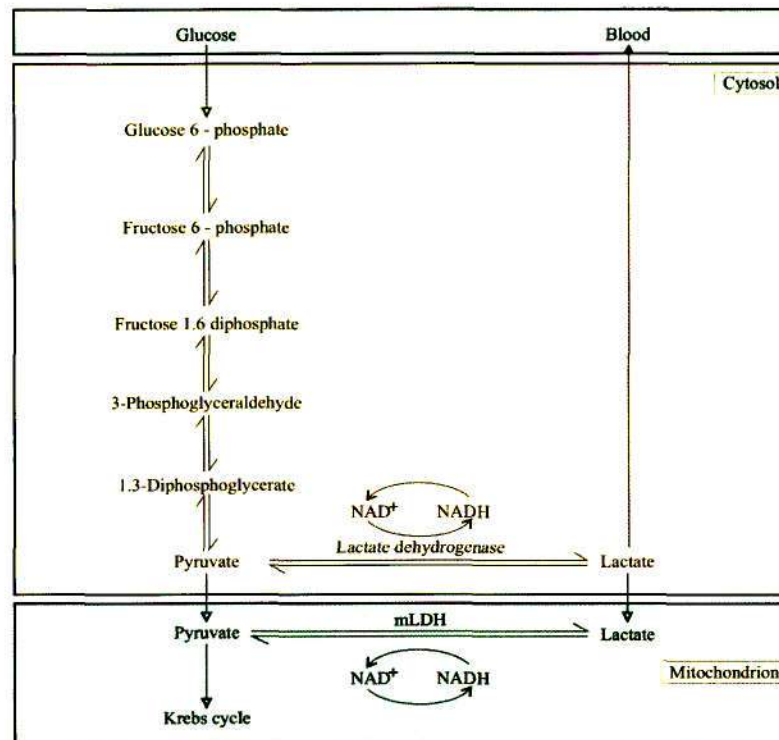 Glucose Blood
Cytosol
Glucose 6 - phosphate
Fructose 6 - phosphate
Fructose 1.6 diphosphate
3-Phosphoglyceraldehyde
1.3-Diphosphoglycerate
NAD+ NADH
Lactate dehydrogenase
Pyruvate Lactate
mLDH
Pyruvate Lactate
NAD+ NADH
Mitochondrion
Krebs cycle